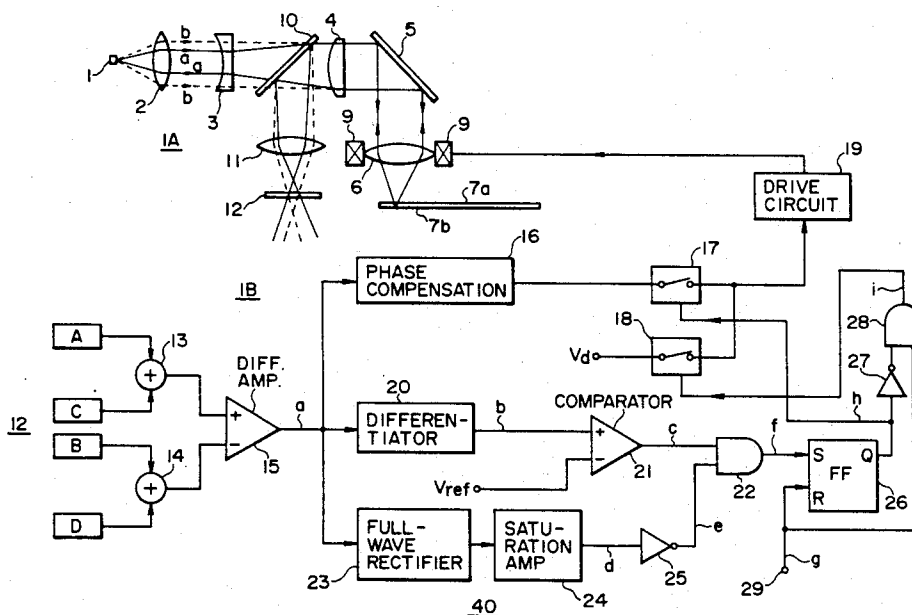 10
4
5
b
a
a
b
1
2
3
1A
11
12
9
9
6
7a
7b
19
DRIVE
CIRCUIT
16
PHASE
COMPENSATION
17
18
Vd
i
28
27
h
1B
A
13
C
12
B
14
D
DIFF.
AMP.
+
−
15
a
20
DIFFEREN-
TIATOR
b
COMPARATOR
+
−
21
Vref
c
22
f
S
Q
FF
R
26
e
FULL-
WAVE
RECTIFIER
23
SATU-
RATION
AMP
24
d
25
g
29
40